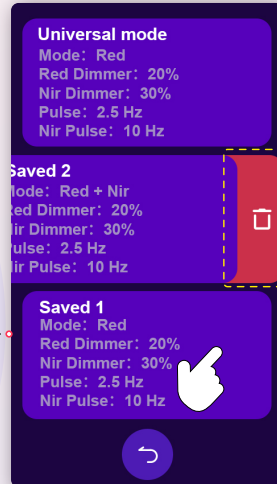 Universal mode
Mode: Red
Red Dimmer: 20%
Nir Dimmer: 30%
Pulse: 2.5 Hz
Nir Pulse: 10 Hz
Saved 2
Mode: Red + Nir
Red Dimmer: 20%
Nir Dimmer: 30%
Pulse: 2.5 Hz
Nir Pulse: 10 Hz
Saved 1
Mode: Red
Red Dimmer: 20%
Nir Dimmer: 30%
Pulse: 2.5 Hz
Nir Pulse: 10 Hz